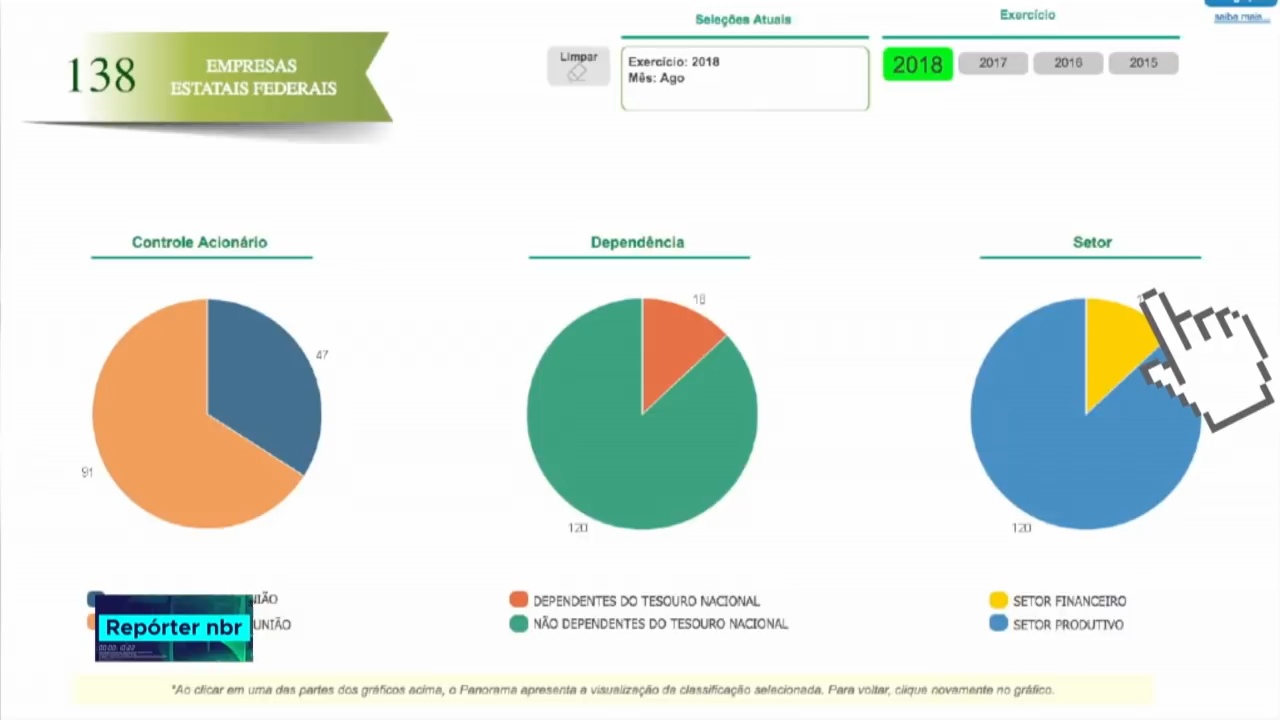 saiba mais...
Seleções Atuais
Exercício
138
EMPRESAS
ESTATAIS FEDERAIS
Limpar
Exercício: 2018
Mês: Ago
2018
2017
2016
2015
Controle Acionário
Dependência
Setor
47
91
18
120
120
UNIÃO
DEPENDENTES DO TESOURO NACIONAL
NÃO DEPENDENTES DO TESOURO NACIONAL
SETOR FINANCEIRO
SETOR PRODUTIVO
Repórter nbr
*Ao clicar em uma das partes dos gráficos acima, o Panorama apresenta a visualização da classificação selecionada. Para voltar, clique novamente no gráfico.